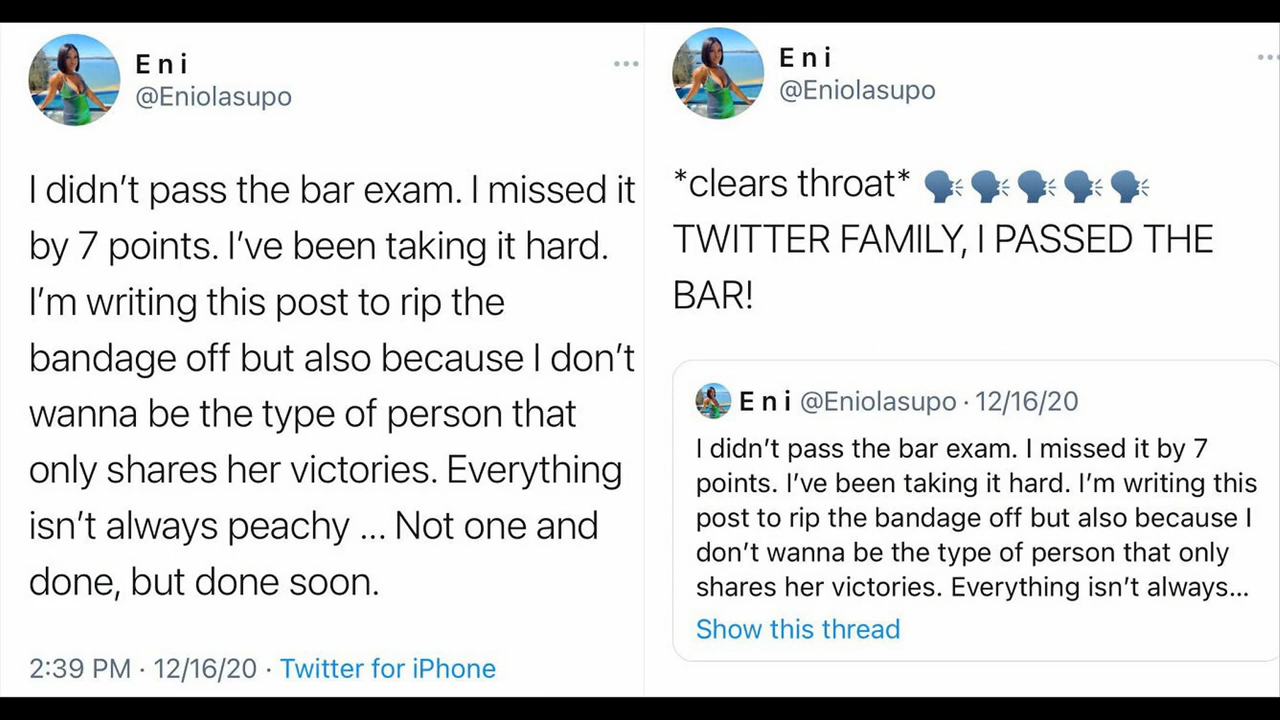 E n i
@Eniolasupo
I didn't pass the bar exam. I missed it
by 7 points. I've been taking it hard.
I'm writing this post to rip the
bandage off but also because I don't
wanna be the type of person that
only shares her victories. Everything
isn't always peachy ... Not one and
done, but done soon.
2:39 PM · 12/16/20 · Twitter for iPhone
E n i
@Eniolasupo
*clears throat* 🗣🗣🗣🗣🗣
TWITTER FAMILY, I PASSED THE
BAR!
E n i @Eniolasupo · 12/16/20
I didn't pass the bar exam. I missed it by 7
points. I've been taking it hard. I'm writing this
post to rip the bandage off but also because I
don't wanna be the type of person that only
shares her victories. Everything isn't always...
Show this thread